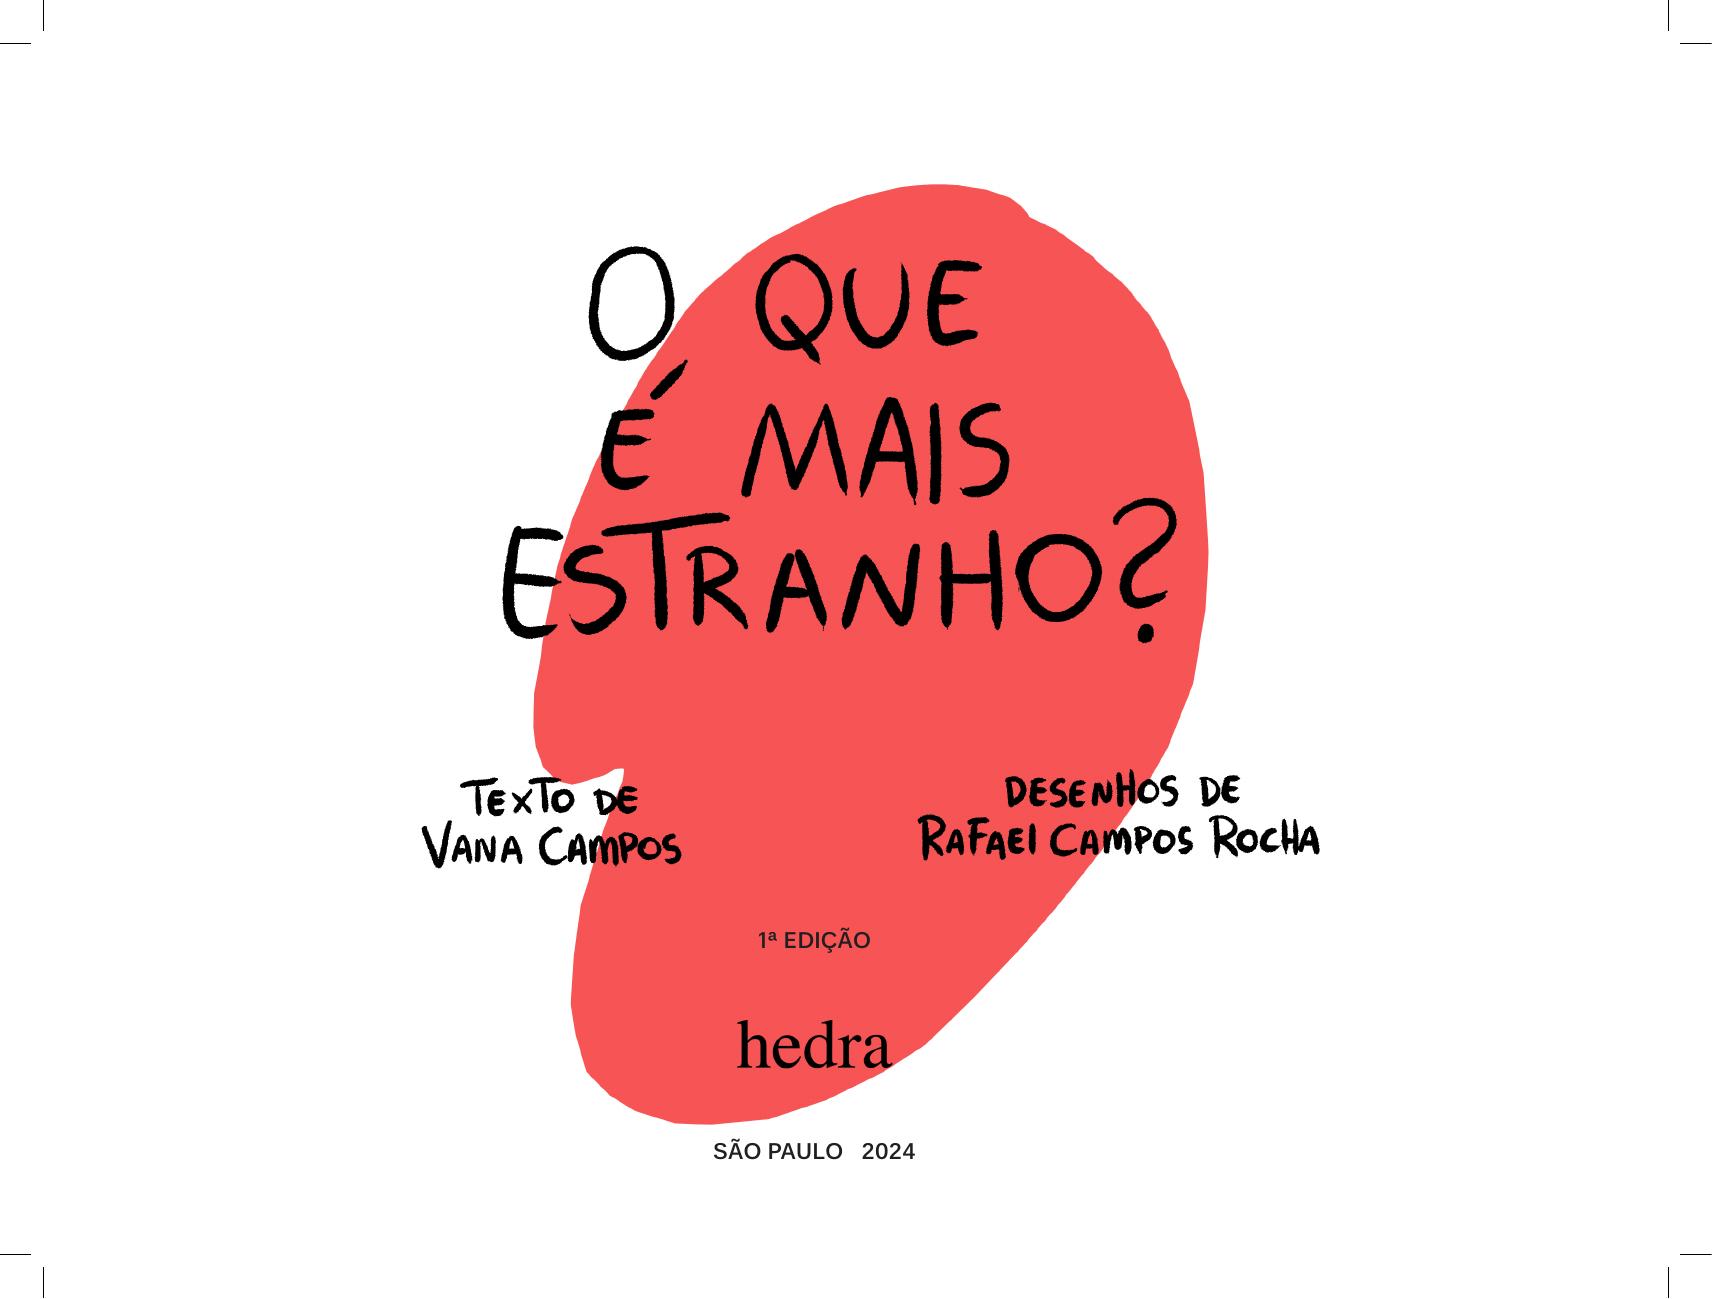 O QUE
É MAIS
ESTRANHO?
TEXTO DE
VANA CAMPOS
DESENHOS DE
RAFAEL CAMPOS ROCHA
1ª EDIÇÃO
hedra
SÃO PAULO 2024